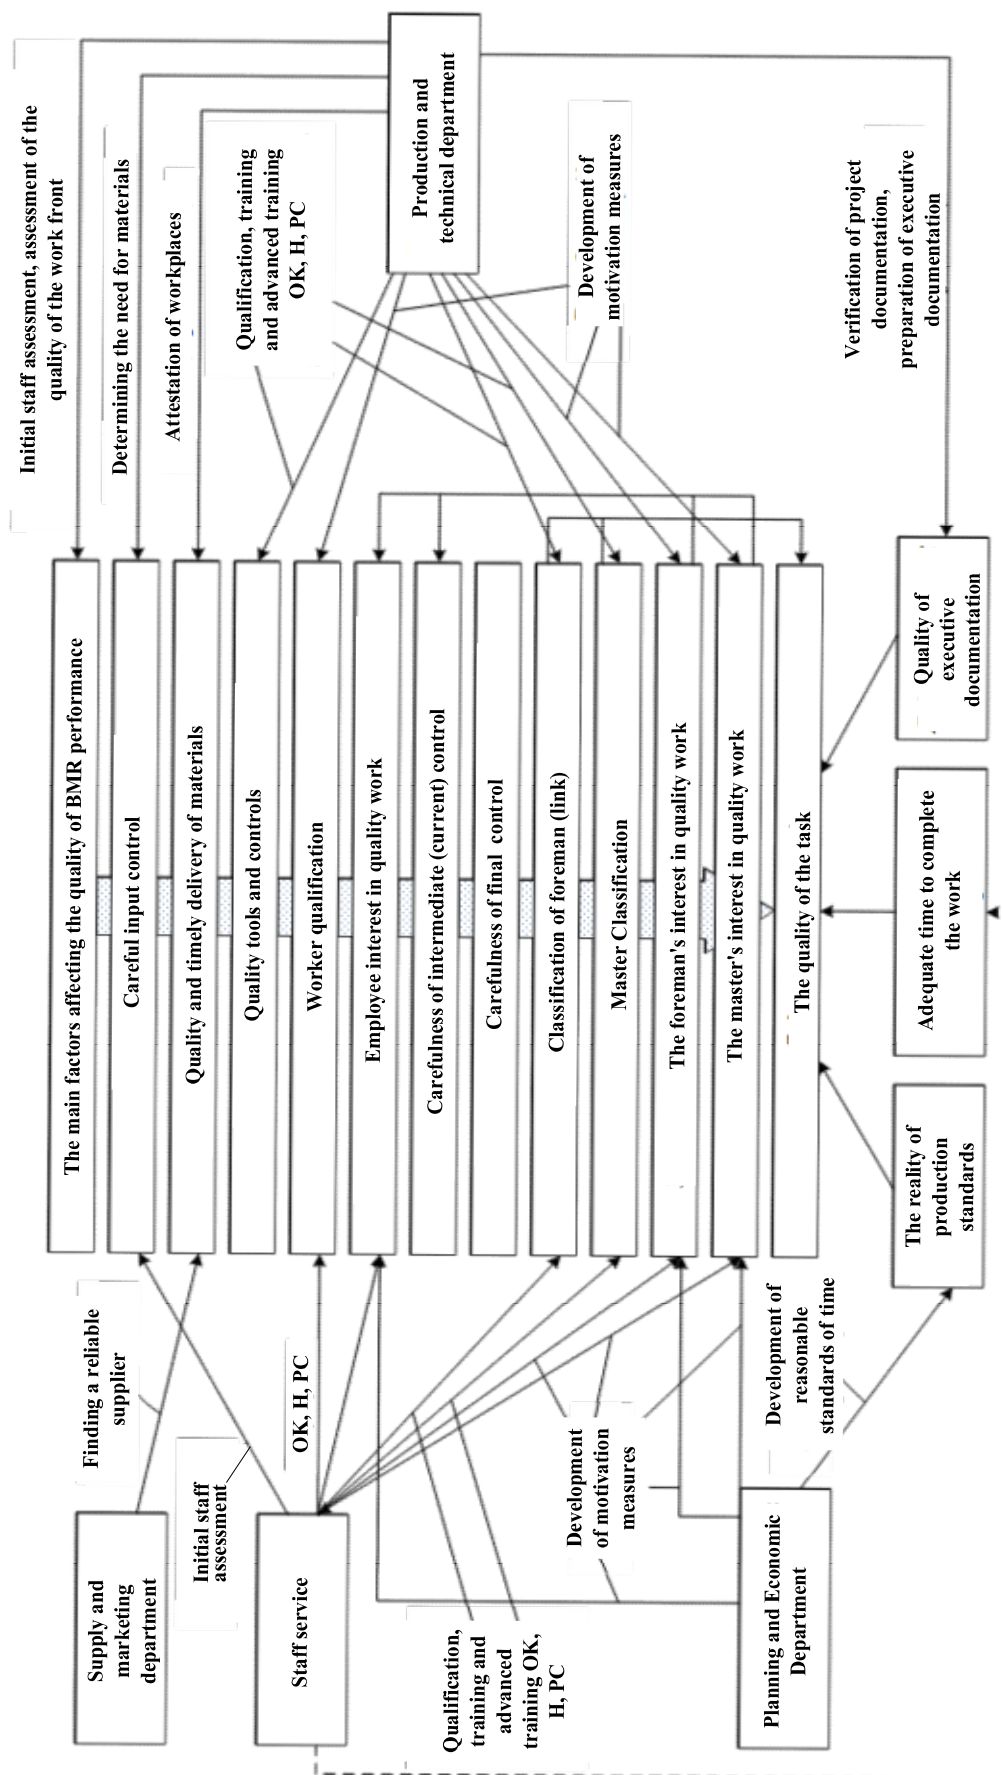 Supply and
marketing
department
Finding a reliable
supplier
Initial staff
assessment
Staff service
OK, H, PC
Qualification,
training and
advanced
training OK,
H, PC
Development
of motivation
measures
Planning and Economic
Department
Development of
reasonable
standards of time
The main factors affecting the quality of BMR performance
Careful input control
Quality and timely delivery of materials
Quality tools and controls
Worker qualification
Employee interest in quality work
Carefulness of intermediate (current) control
Carefulness of final control
Classification of foreman (link)
Master Classification
The foreman's interest in quality work
The master's interest in quality work
The quality of the task
The reality of
production
standards
Adequate time to complete
the work
Quality of
executive
documentation
Initial staff assessment, assessment of the
quality of the work front
Determining the need for materials
Attestation of workplaces
Qualification, training
and advanced training
OK, H, PC
Production and
technical department
Development of
motivation measures
Verification of project
documentation,
preparation of executive
documentation